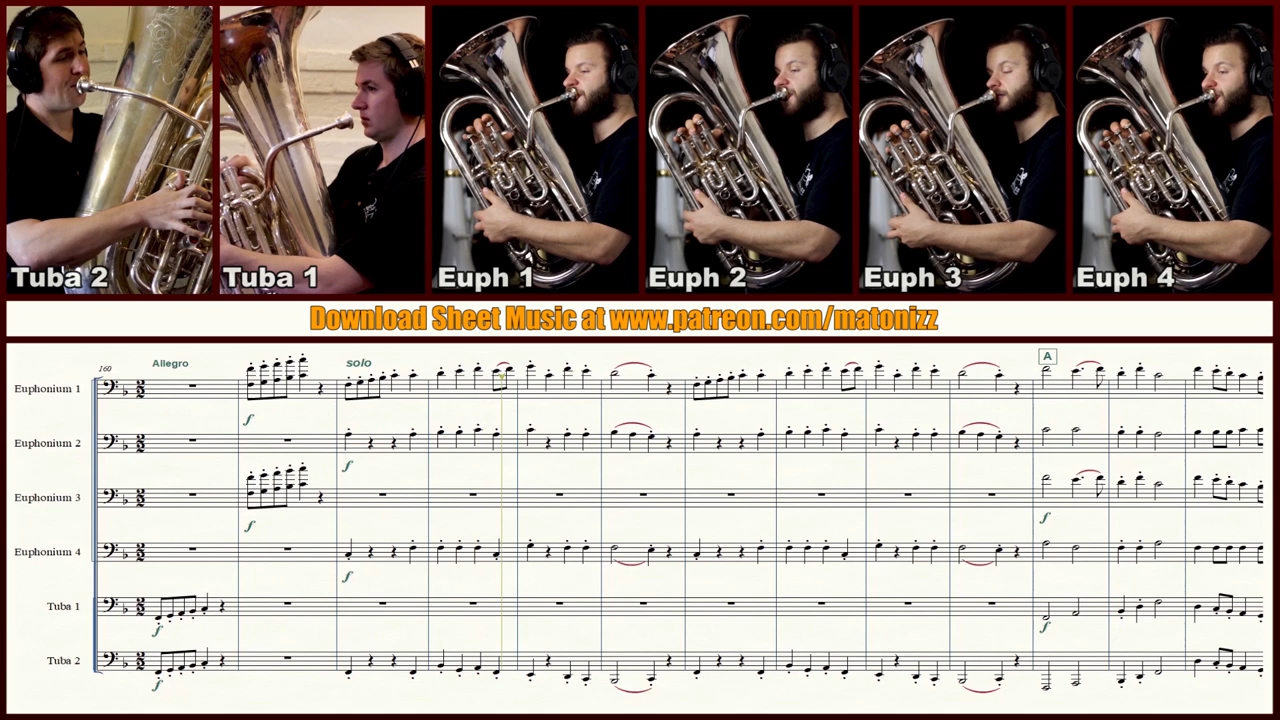 Tuba 2
Tuba 1
Euph 1
Euph 2
Euph 3
Euph 4
Download Sheet Music at www.patreon.com/matonizz
160
Allegro
solo
A
Euphonium 1
f
Euphonium 2
f
Euphonium 3
f
f
Euphonium 4
f
Tuba 1
f
f
Tuba 2
f